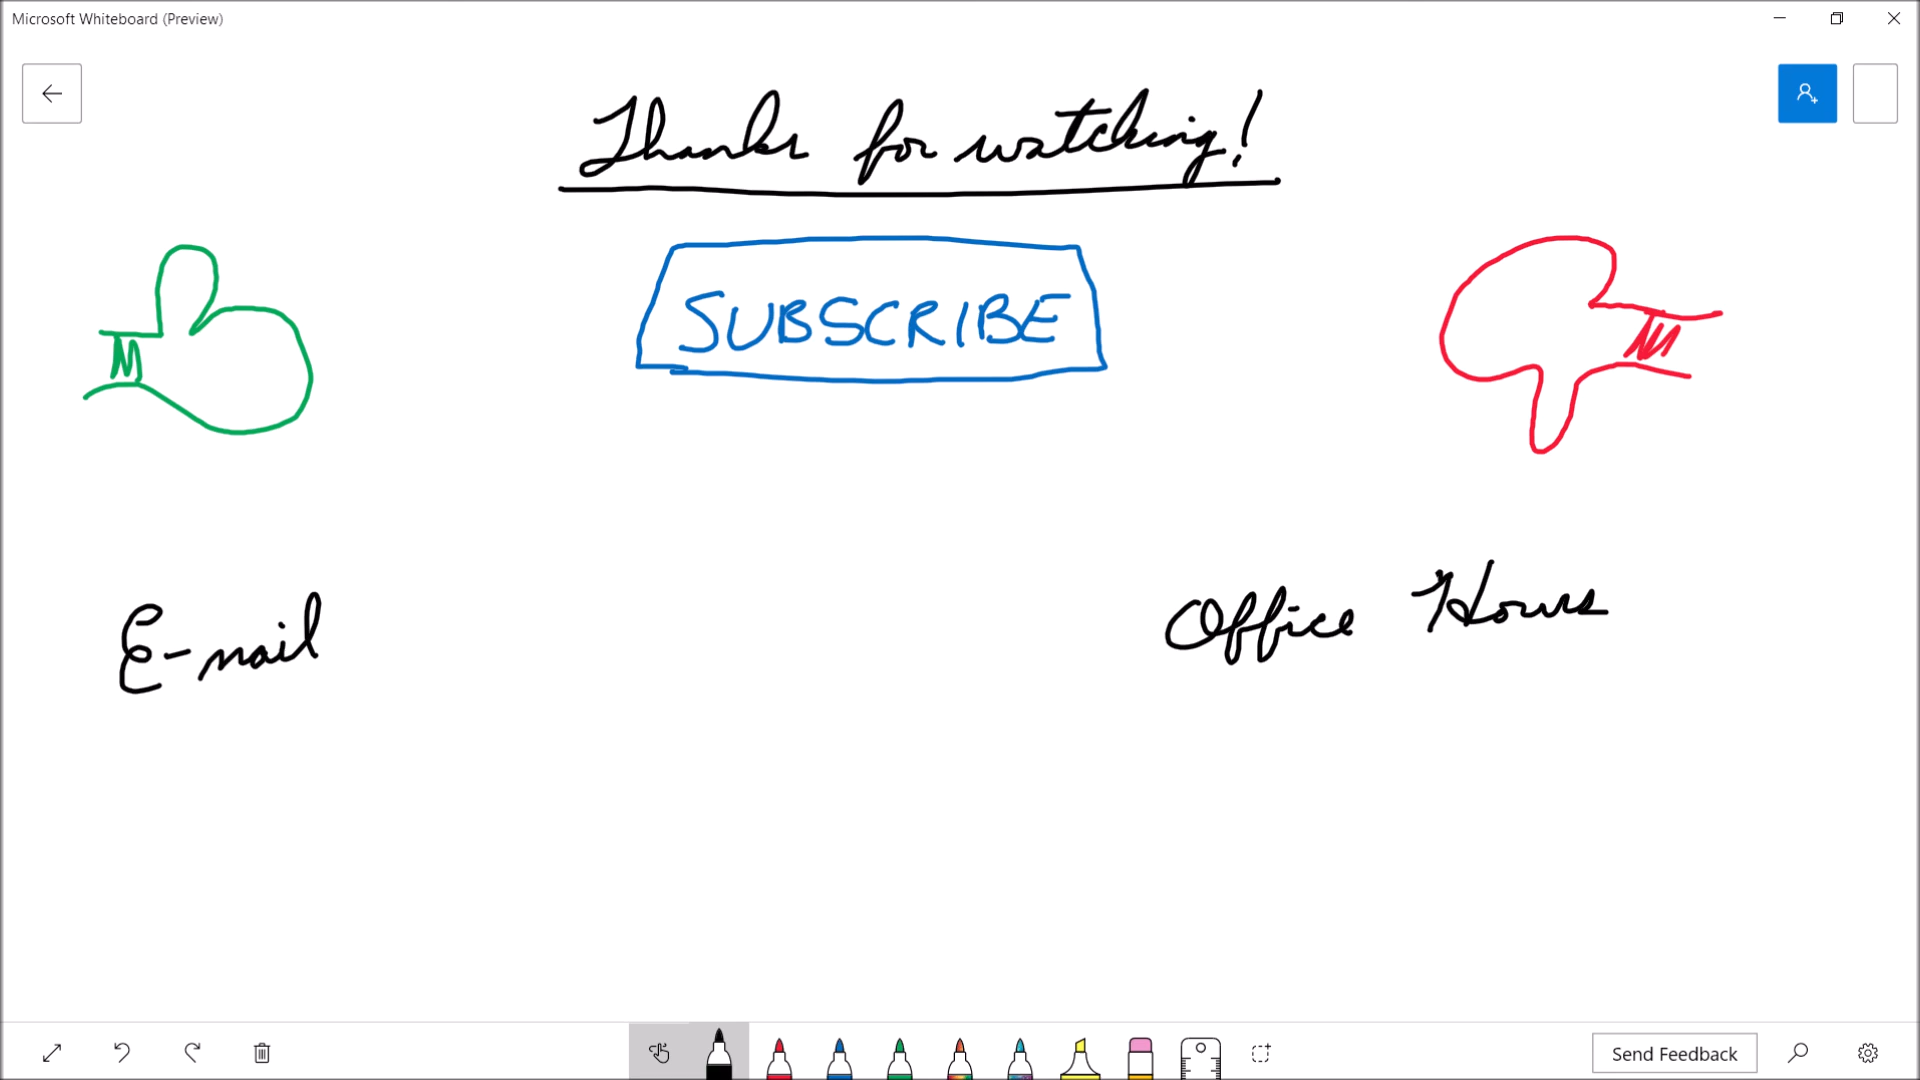 Microsoft Whiteboard (Preview)
Thanks for watching!
SUBSCRIBE
E-mail
Office Hours
Send Feedback